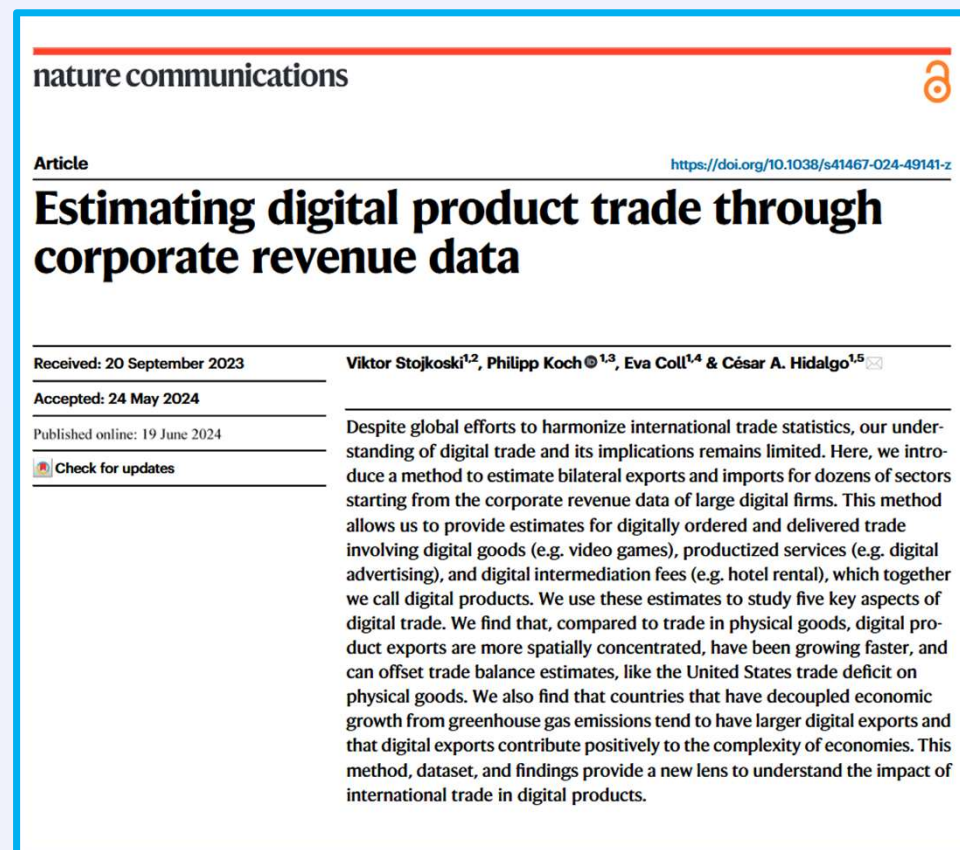 nature communications
Article
https://doi.org/10.1038/s41467-024-49141-z
Estimating digital product trade through
corporate revenue data
Received: 20 September 2023
Accepted: 24 May 2024
Published online: 19 June 2024
Check for updates
Viktor Stojkoski1,2, Philipp Koch 1,3, Eva Coll1,4 & César A. Hidalgo1,5
Despite global efforts to harmonize international trade statistics, our under-
standing of digital trade and its implications remains limited. Here, we intro-
duce a method to estimate bilateral exports and imports for dozens of sectors
starting from the corporate revenue data of large digital firms. This method
allows us to provide estimates for digitally ordered and delivered trade
involving digital goods (e.g. video games), productized services (e.g. digital
advertising), and digital intermediation fees (e.g. hotel rental), which together
we call digital products. We use these estimates to study five key aspects of
digital trade. We find that, compared to trade in physical goods, digital pro-
duct exports are more spatially concentrated, have been growing faster, and
can offset trade balance estimates, like the United States trade deficit on
physical goods. We also find that countries that have decoupled economic
growth from greenhouse gas emissions tend to have larger digital exports and
that digital exports contribute positively to the complexity of economies. This
method, dataset, and findings provide a new lens to understand the impact of
international trade in digital products.